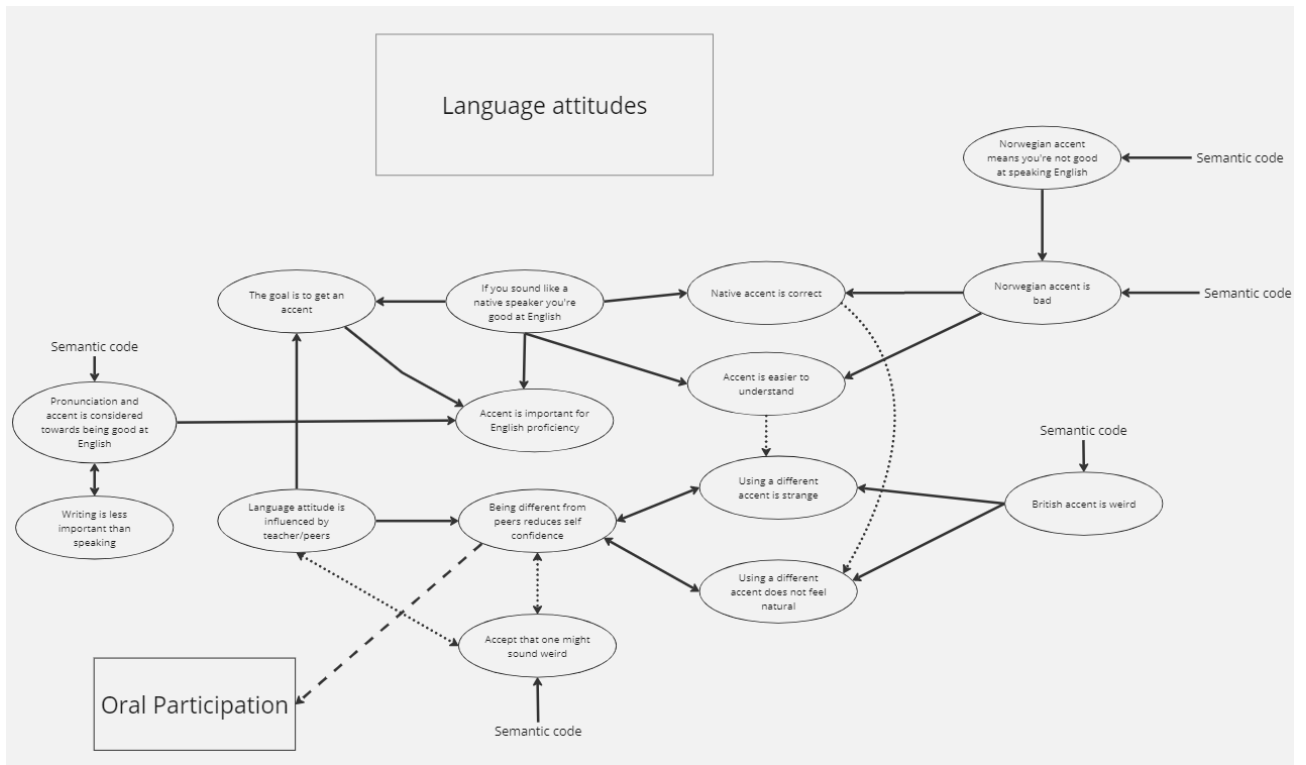 Language attitudes
Norwegian accent
means you're not good
at speaking English
Semantic code
The goal is to get an
accent
If you sound like a
native speaker you're
good at English
Native accent is correct
Norwegian accent is
bad
Semantic code
Semantic code
Pronunciation and
accent is considered
towards being good at
English
Accent is important for
English proficiency
Accent is easier to
understand
Semantic code
Writing is less
important than
speaking
Language attitude is
influenced by
teacher/peers
Being different from
peers reduces self
confidence
Using a different
accent is strange
British accent is weird
Using a different
accent does not feel
natural
Accept that one might
sound weird
Oral Participation
Semantic code